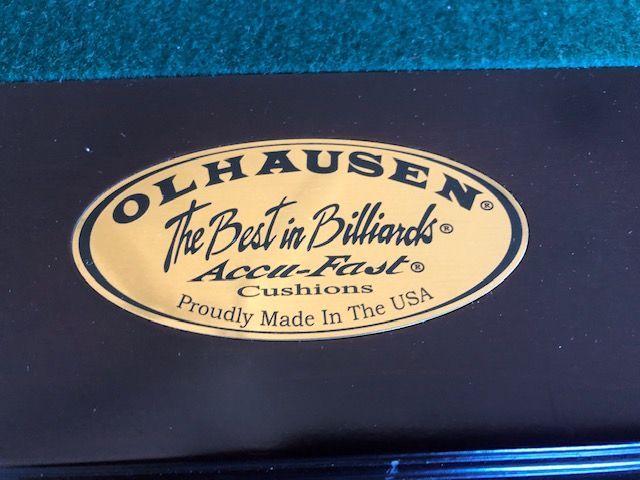 OLHAUSEN®
The Best in Billiards®
Accu-Fast®
Cushions
Proudly Made In The USA